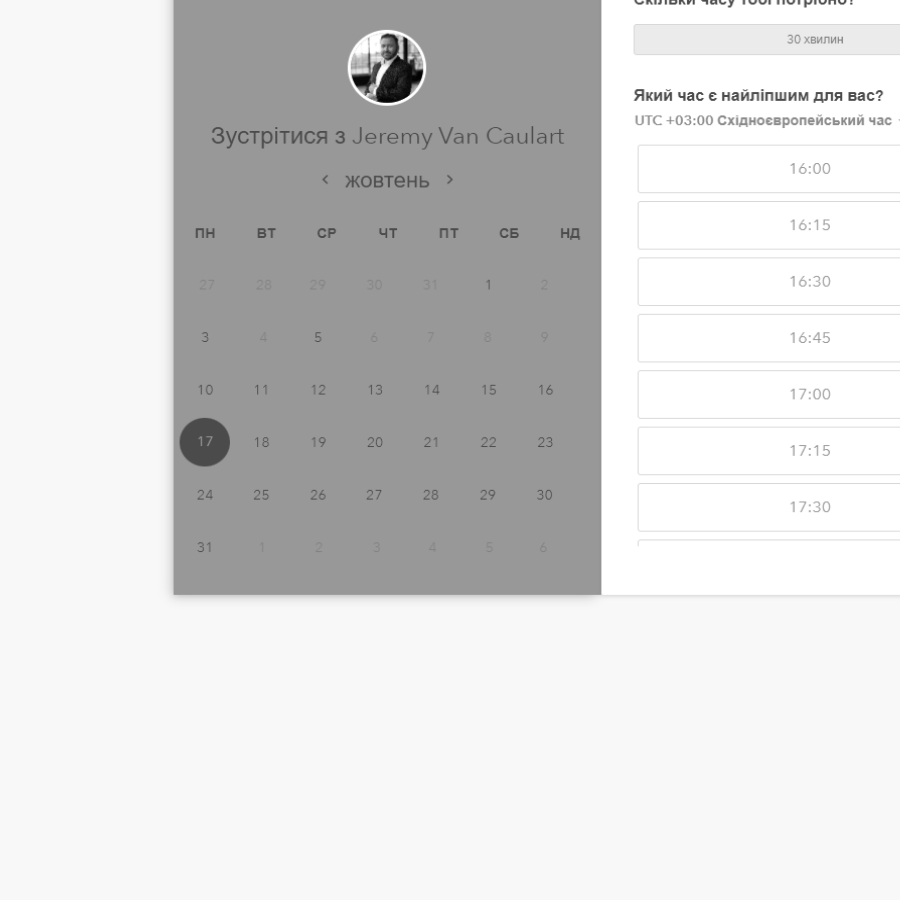 Скільки часу тобі потрібно?
30 хвилин
Який час є найліпшим для вас?
UTC +03:00 Східноєвропейський час
16:00
16:15
16:30
16:45
17:00
17:15
17:30
Зустрітися з Jeremy Van Caulart
жовтень
ПН ВТ СР ЧТ ПТ СБ НД
27 28 29 30 31 1 2
3 4 5 6 7 8 9
10 11 12 13 14 15 16
17 18 19 20 21 22 23
24 25 26 27 28 29 30
31 1 2 3 4 5 6